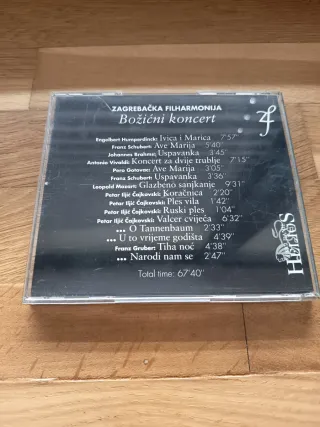 ZAGREBAČKA FILHARMONIJA
Božićni koncert
zf
Engelbert Humperdinck: Ivica i Marica 7'57"
Franz Schubert: Ave Marija 5'40"
Johannes Brahms: Uspavanka 3'45"
Antonio Vivaldi: Koncert za dvije trublje 7'15"
Pero Gotovac: Ave Marija 3'05"
Franz Schubert: Uspavanka 3'36"
Leopold Mozart: Glazbeno sanjkanje 9'31"
Petar Iljič Čajkovski: Koračnica 2'20"
Petar Iljič Čajkovski: Ples vila 1'42"
Petar Iljič Čajkovski: Ruski ples 1'04"
Petar Iljič Čajkovski: Valcer cvijeća 6'32"
... O Tannenbaum 2'33"
... U to vrijeme godišta 4'39"
Franz Gruber: Tiha noć 4'38"
... Narodi nam se 2'47"
Total time: 67'40"
HELIOS